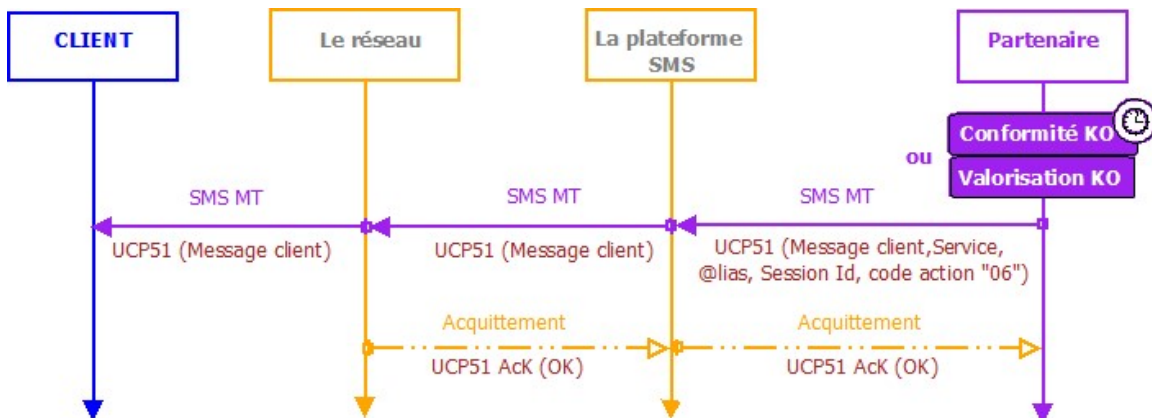 CLIENT
Le réseau
La plateforme
SMS
Partenaire
Conformité KO
ou
Valorisation KO
SMS MT
SMS MT
SMS MT
UCP51 (Message client)
UCP51 (Message client)
UCP51 (Message client,Service,
@lias, Session Id, code action "06")
Acquittement
Acquittement
UCP51 AcK (OK)
UCP51 AcK (OK)